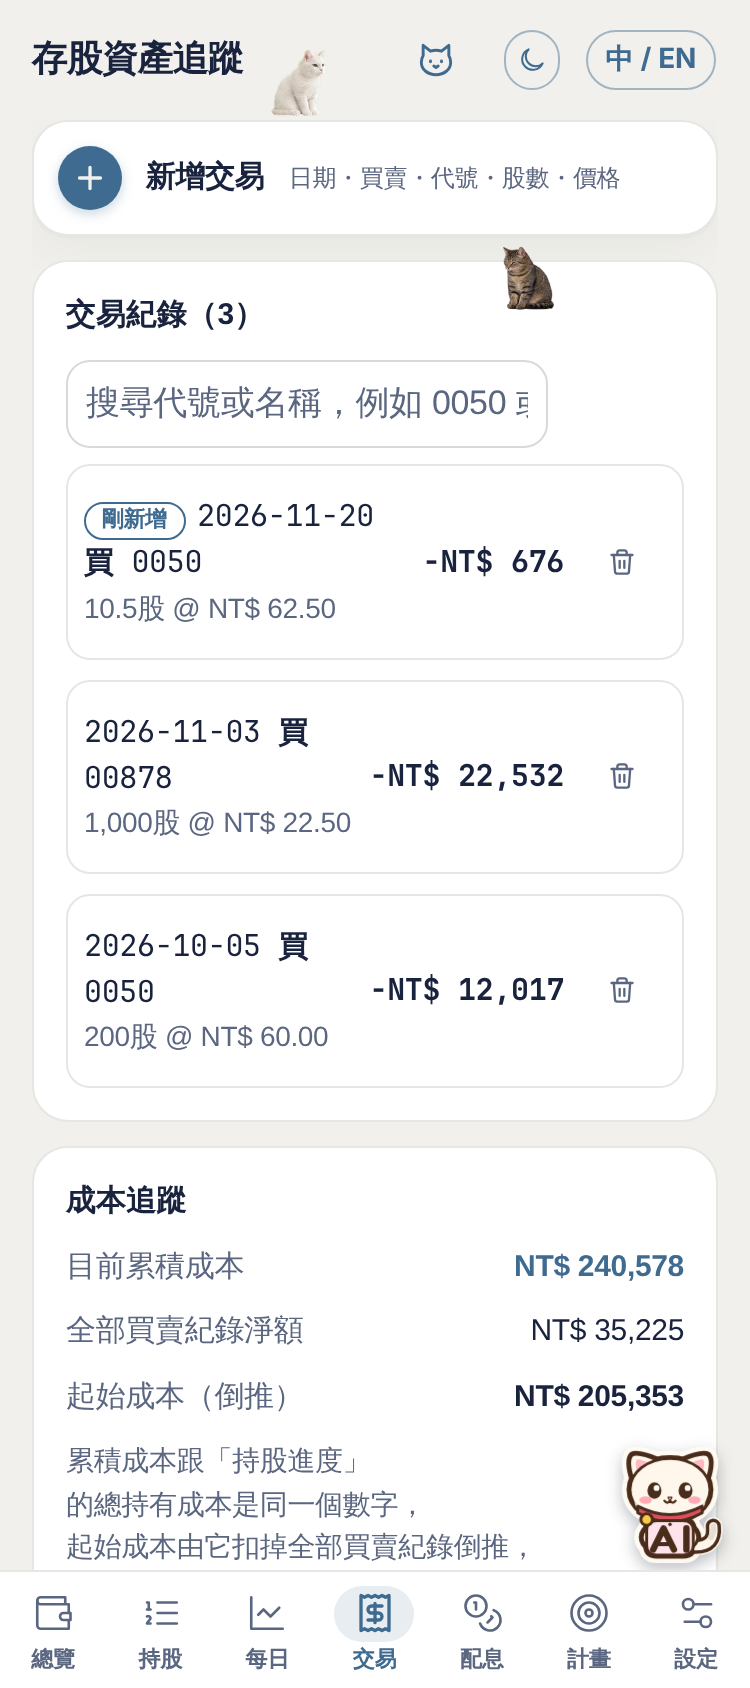 存股資產追蹤
中 / EN
新增交易 日期・買賣・代號・股數・價格
交易紀錄（3）
搜尋代號或名稱，例如 0050
剛新增 2026-11-20
買 0050 -NT$ 676
10.5股 @ NT$ 62.50
2026-11-03 買
00878 -NT$ 22,532
1,000股 @ NT$ 22.50
2026-10-05 買
0050 -NT$ 12,017
200股 @ NT$ 60.00
成本追蹤
目前累積成本 NT$ 240,578
全部買賣紀錄淨額 NT$ 35,225
起始成本（倒推） NT$ 205,353
累積成本跟「持股進度」
的總持有成本是同一個數字，
起始成本由它扣掉全部買賣紀錄倒推，
AI
總覽 持股 每日 交易 配息 計畫 設定